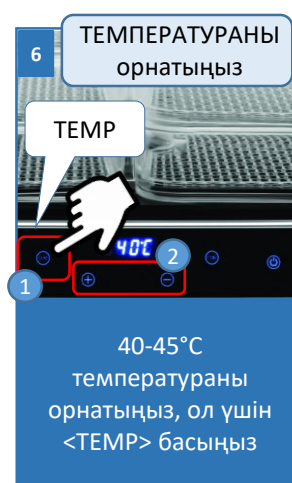 6
ТЕМПЕРАТУРАНЫ
орнатыңыз
TEMP
40℃
2
1
40-45°C
температураны
орнатыңыз, ол үшін
<TEMP> басыңыз